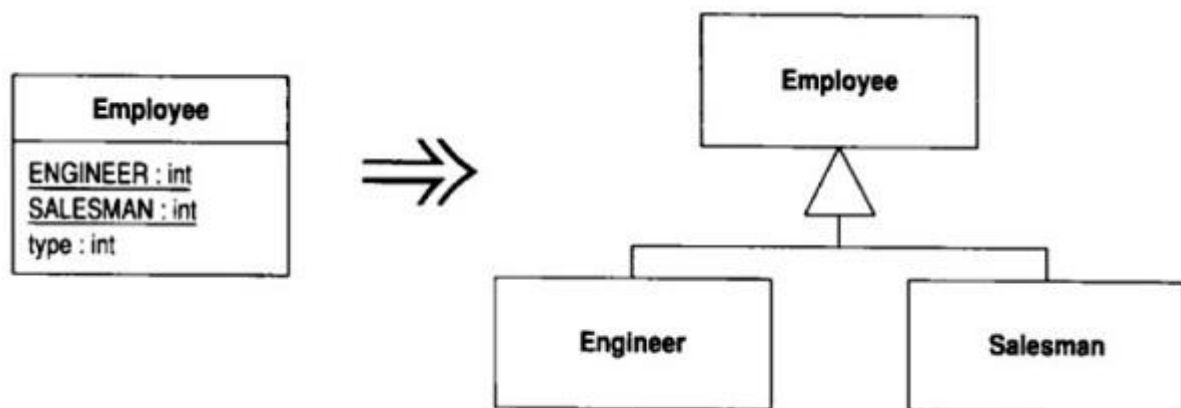 Employee
ENGINEER : int
SALESMAN : int
type : int
Employee
Engineer
Salesman